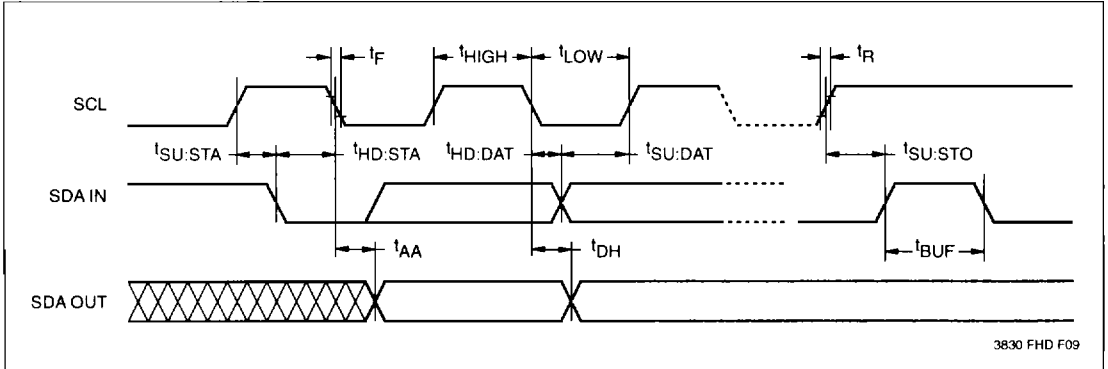 tF
tHIGH
tLOW
tR
SCL
tSU:STA
tHD:STA
tHD:DAT
tSU:DAT
tSU:STO
SDA IN
tAA
tDH
tBUF
SDA OUT
3830 FHD F09